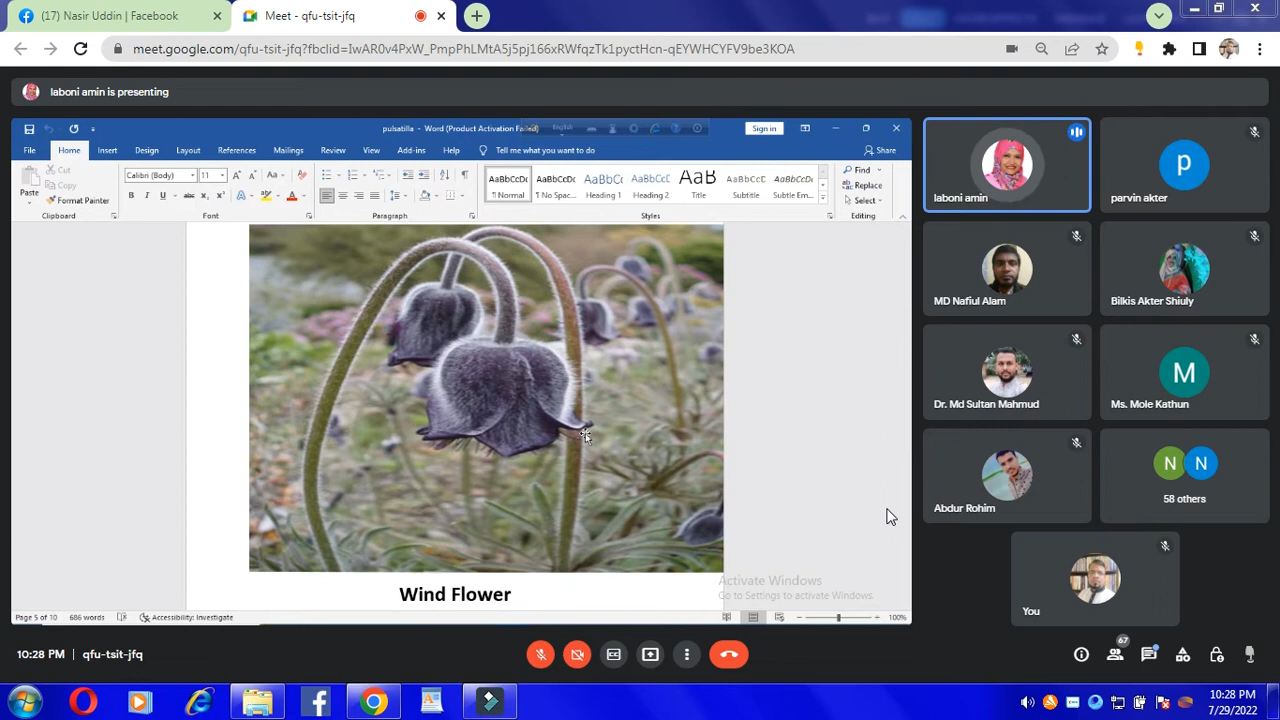 (17) Nasir Uddin | Facebook
Meet - qfu-tsit-jfq
meet.google.com/qfu-tsit-jfq?fbclid=IwAR0v4PxW_PnpPhLMtA5j5pj166xRWfqzTk1pyctHcn-qEYWHCYFV9be3KOA
laboni amin is presenting
pulsatilla - Word (Product Activation Failed)
English
Sign in
File Home Insert Design Layout References Mailings Review View Add-ins Help Tell me what you want to do Share
Paste
Cut
Copy
Format Painter
Clipboard
Calibri (Body) 11
Font
Paragraph
AaBbCcDc AaBbCcDc AaBbCc AaBbCcD AaB AaBbCcD AaBbCcDc
¶ Normal ¶ No Spac... Heading 1 Heading 2 Title Subtitle Subtle Em...
Styles
Find
Replace
Select
Editing
Wind Flower
Activate Windows
Go to Settings to activate Windows.
Page 5 of 10 686 words Accessibility: Investigate 100%
laboni amin
p
parvin akter
MD Nafiul Alam
Bilkis Akter Shiuly
Dr. Md Sultan Mahmud
M
Ms. Mole Kathun
Abdur Rohim
N N
58 others
You
10:28 PM | qfu-tsit-jfq
67
10:28 PM
7/29/2022